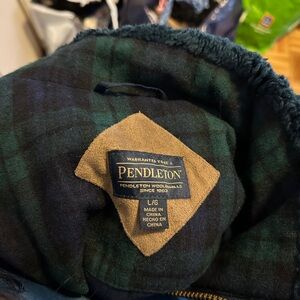 WARRANTED TO BE A
PENDLETON
PENDLETON WOOLEN MILLS
SINCE 1863
L/G
MADE IN
CHINA
HECHO EN
CHINA